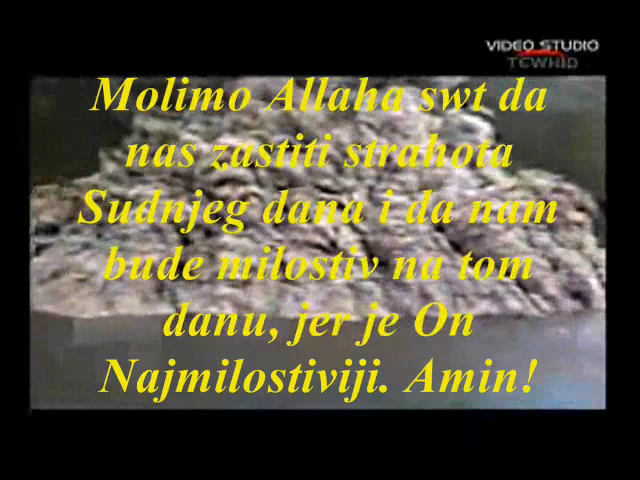 VIDEO STUDIO
TEWHID
Molimo Allaha swt da
nas zastiti strahota
Sudnjeg dana i da nam
bude milostiv na tom
danu, jer je On
Najmilostiviji. Amin!